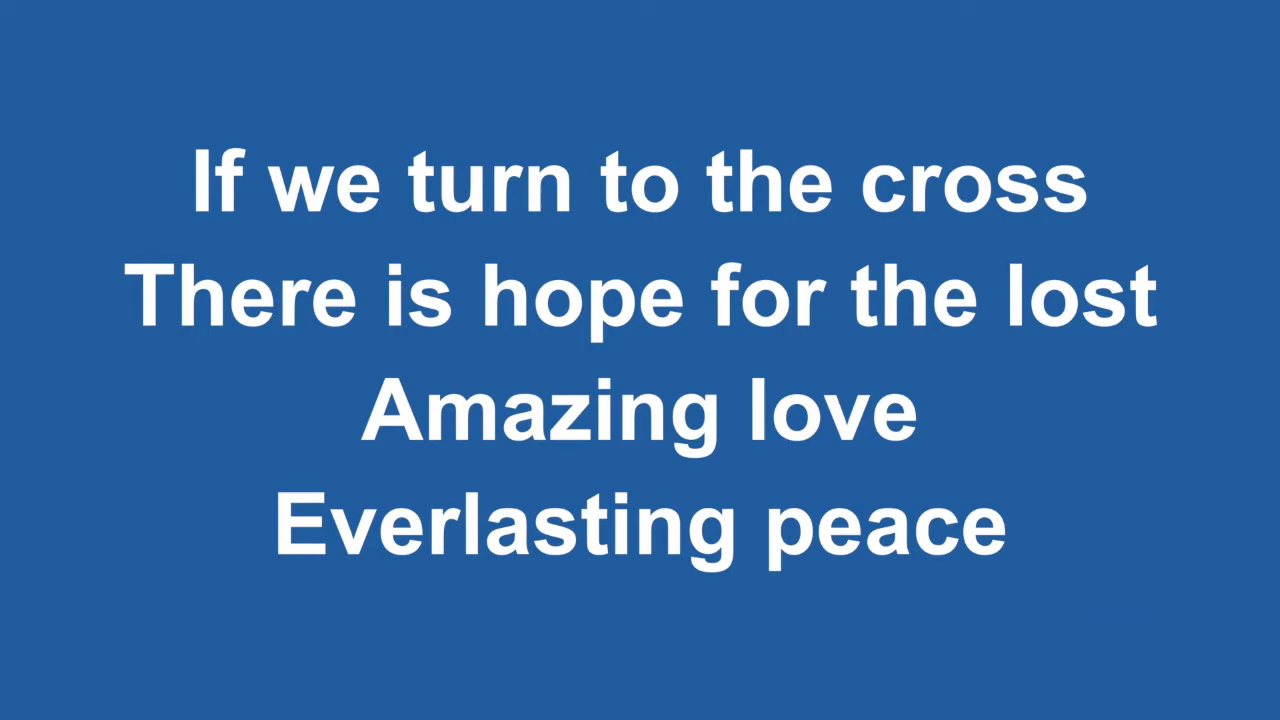 If we turn to the cross
There is hope for the lost
Amazing love
Everlasting peace